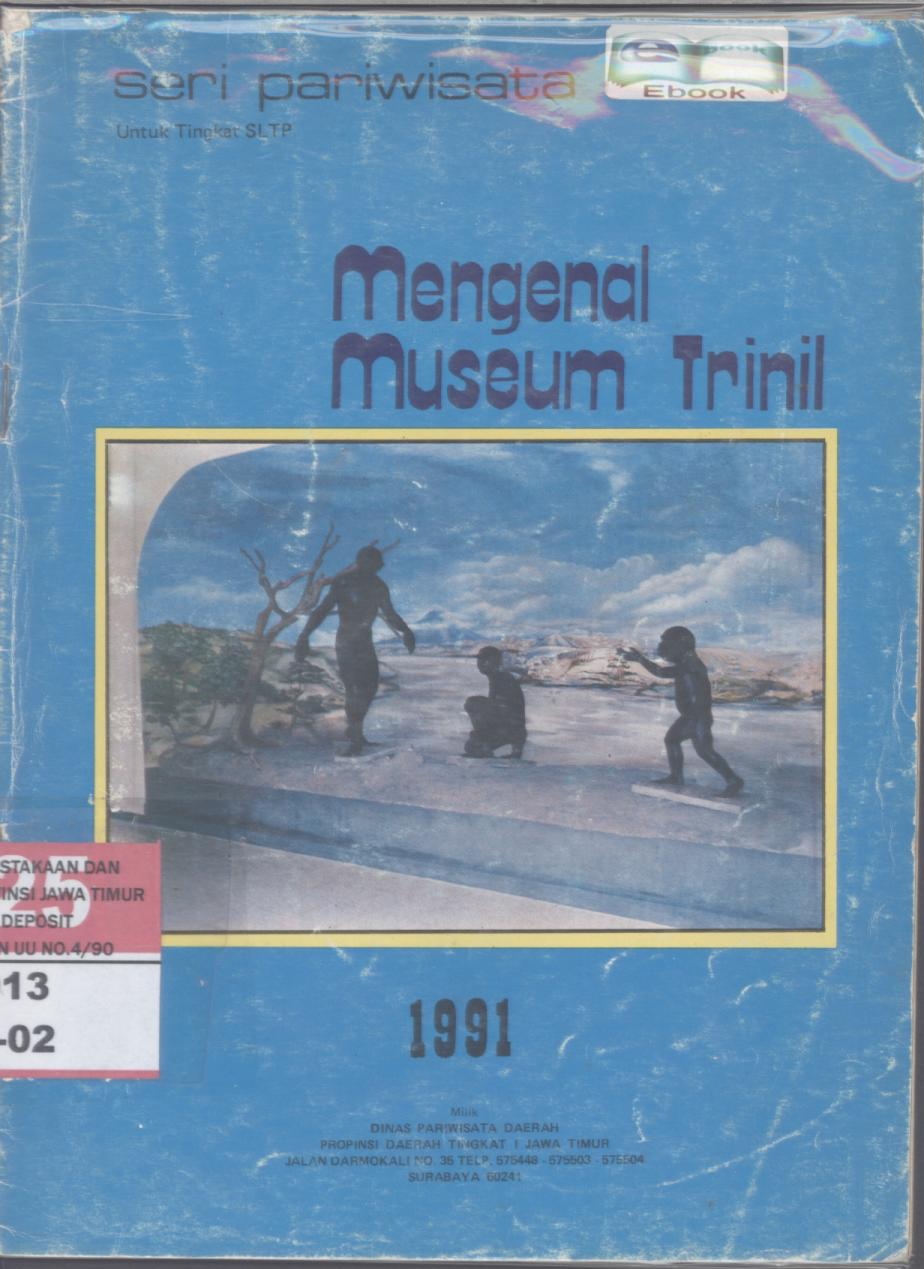 seri pariwisata
e Book
Ebook
Untuk Tingkat SLTP
Mengenal
Museum Trinil
25
STAKAAN DAN
INSI JAWA TIMUR
DEPOSIT
N UU NO.4/90
13
-02
1991
Milik
DINAS PARIWISATA DAERAH
PROPINSI DAERAH TINGKAT I JAWA TIMUR
JALAN DARMOKALI NO. 35 TELP. 575448 - 575503 - 575504
SURABAYA 60241